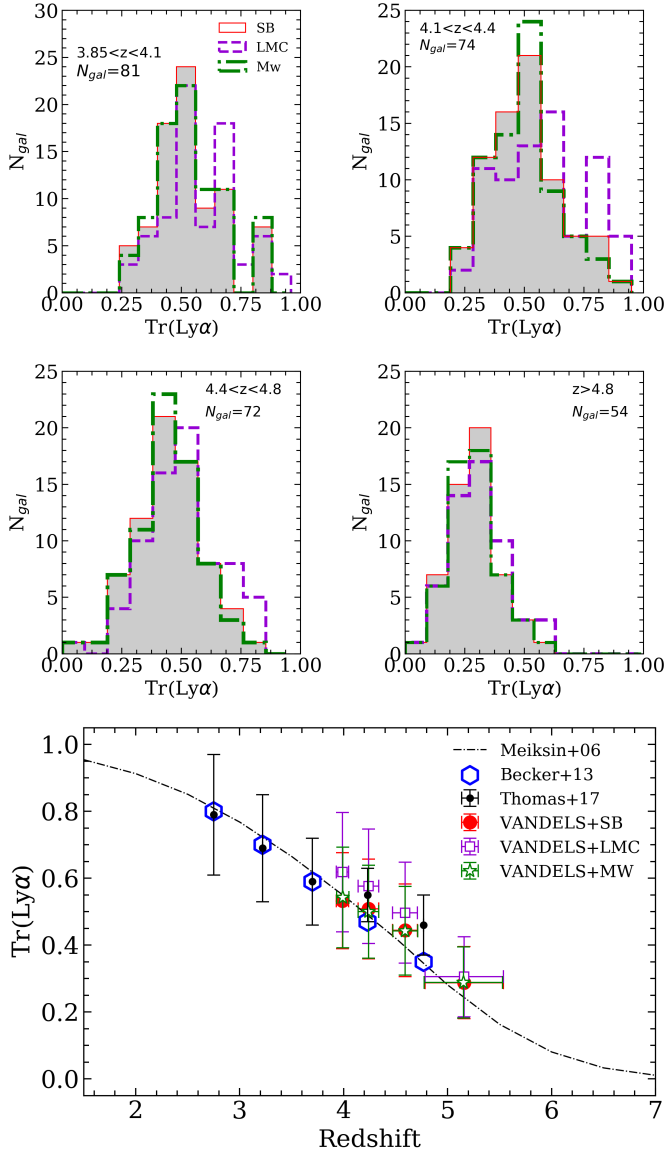 3.85<z<4.1
N_gal=81
SB
LMC
Mw
30
25
20
15
10
5
0
N_gal
0.00 0.25 0.50 0.75 1.00
Tr(Lyα)
4.1<z<4.4
N_gal=74
25
20
15
10
5
0
N_gal
0.00 0.25 0.50 0.75 1.00
Tr(Lyα)
4.4<z<4.8
N_gal=72
25
20
15
10
5
0
N_gal
0.00 0.25 0.50 0.75 1.00
Tr(Lyα)
z>4.8
N_gal=54
25
20
15
10
5
0
N_gal
0.00 0.25 0.50 0.75 1.00
Tr(Lyα)
Meiksin+06
Becker+13
Thomas+17
VANDELS+SB
VANDELS+LMC
VANDELS+MW
1.0
0.8
0.6
0.4
0.2
0.0
Tr(Lyα)
2 3 4 5 6 7
Redshift